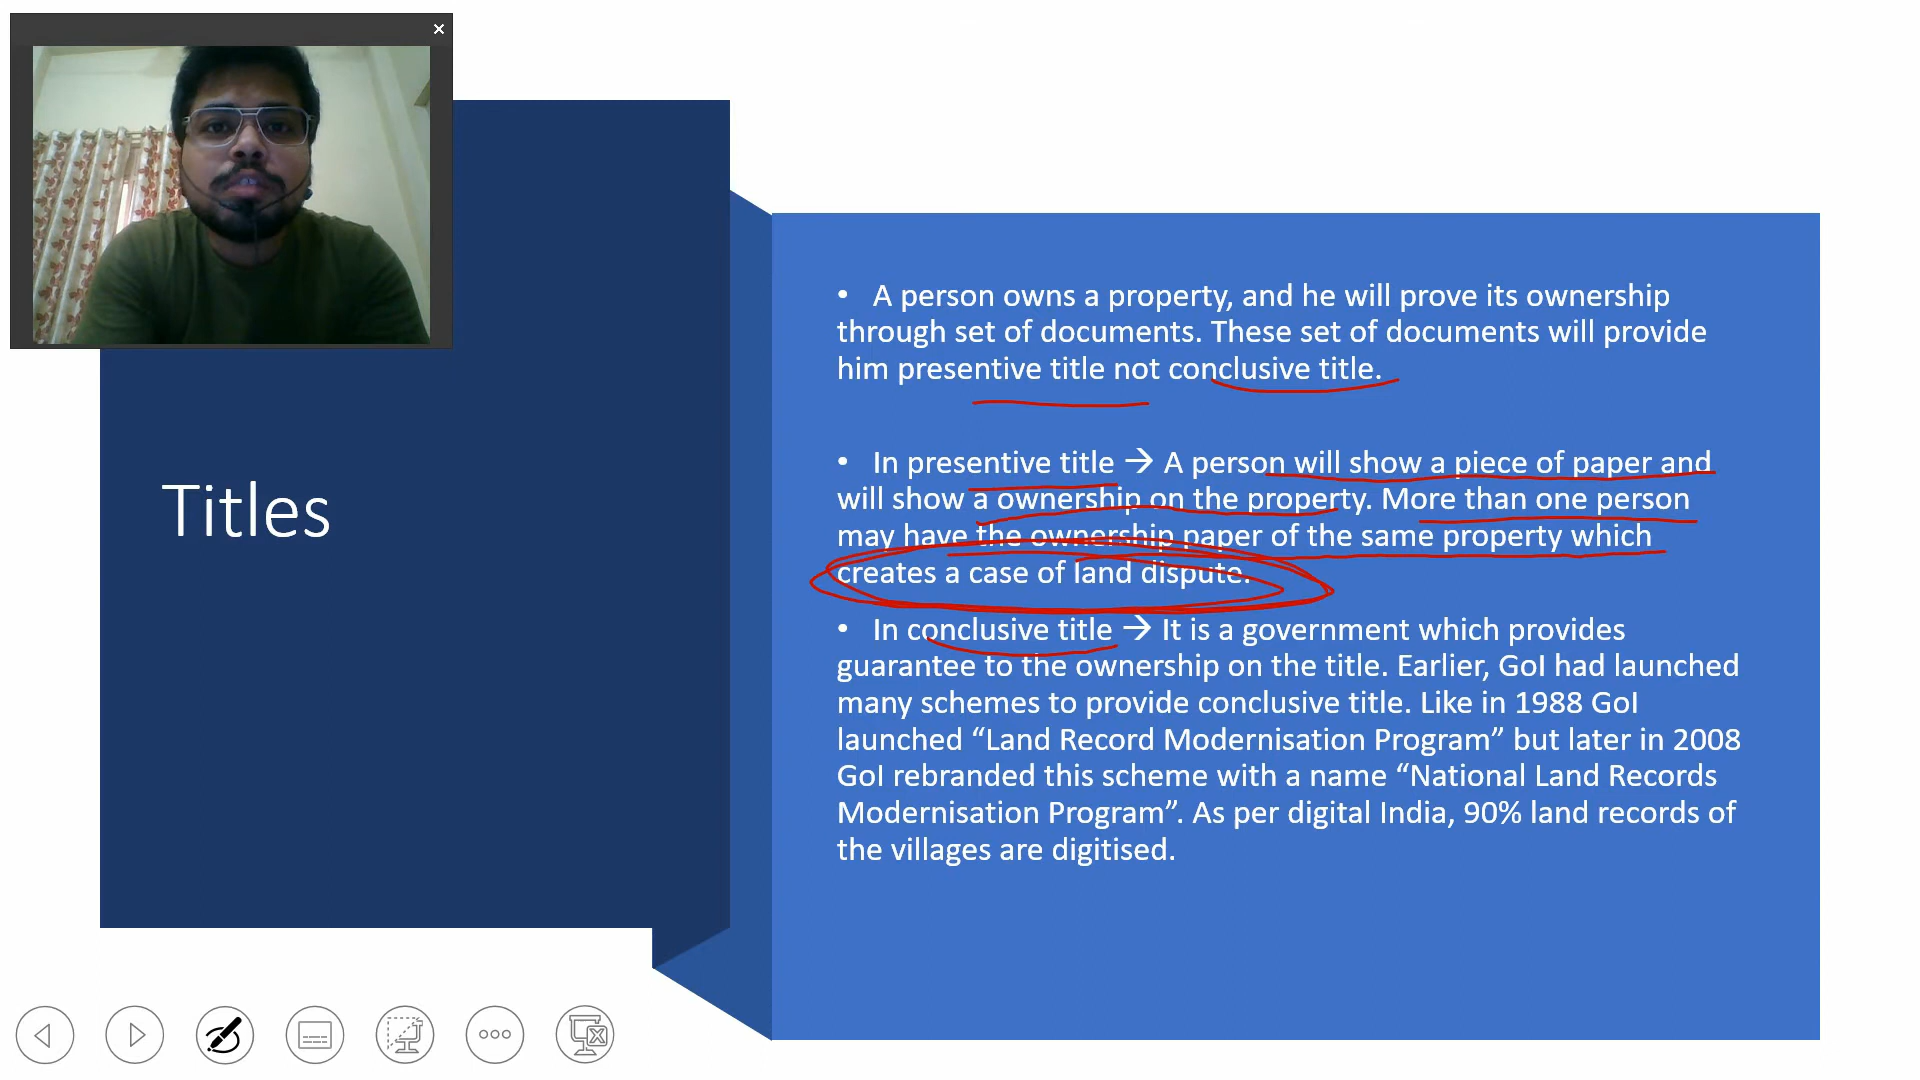 Titles
• A person owns a property, and he will prove its ownership
through set of documents. These set of documents will provide
him presentive title not conclusive title.
• In presentive title → A person will show a piece of paper and
will show a ownership on the property. More than one person
may have the ownership paper of the same property which
creates a case of land dispute.
• In conclusive title → It is a government which provides
guarantee to the ownership on the title. Earlier, GoI had launched
many schemes to provide conclusive title. Like in 1988 GoI
launched “Land Record Modernisation Program” but later in 2008
GoI rebranded this scheme with a name “National Land Records
Modernisation Program”. As per digital India, 90% land records of
the villages are digitised.